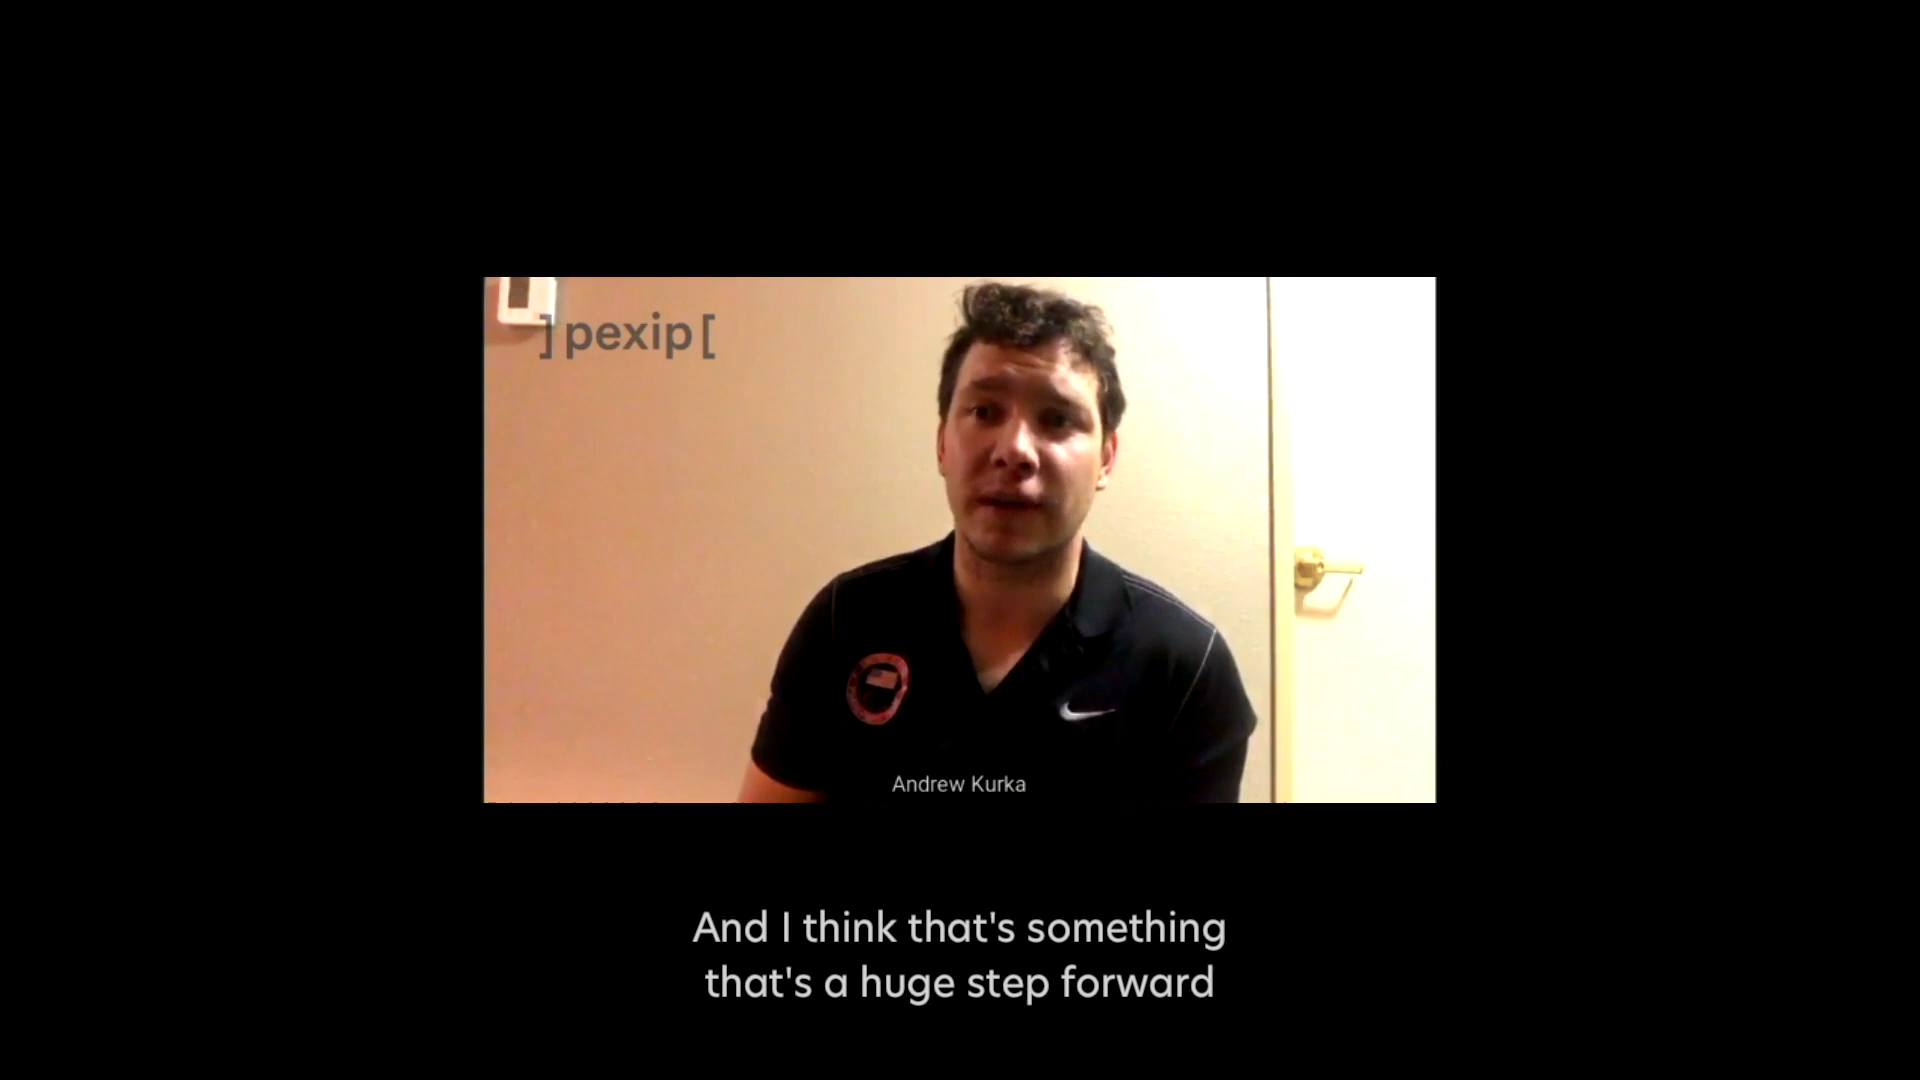 ]pexip[
Andrew Kurka
And I think that's something
that's a huge step forward